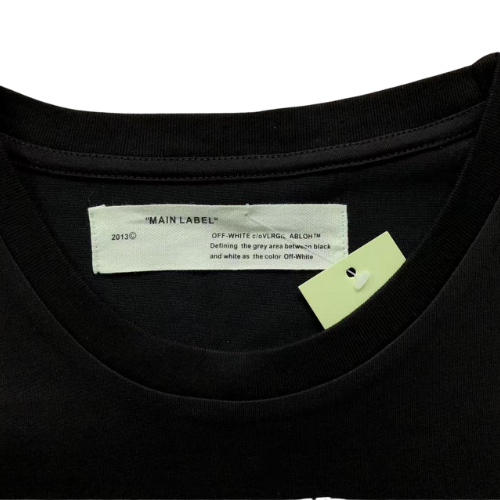 "MAIN LABEL"
2013©
OFF-WHITE c/oVLRGIL ABLOH™
Defining the grey area between black
and white as the color Off-White